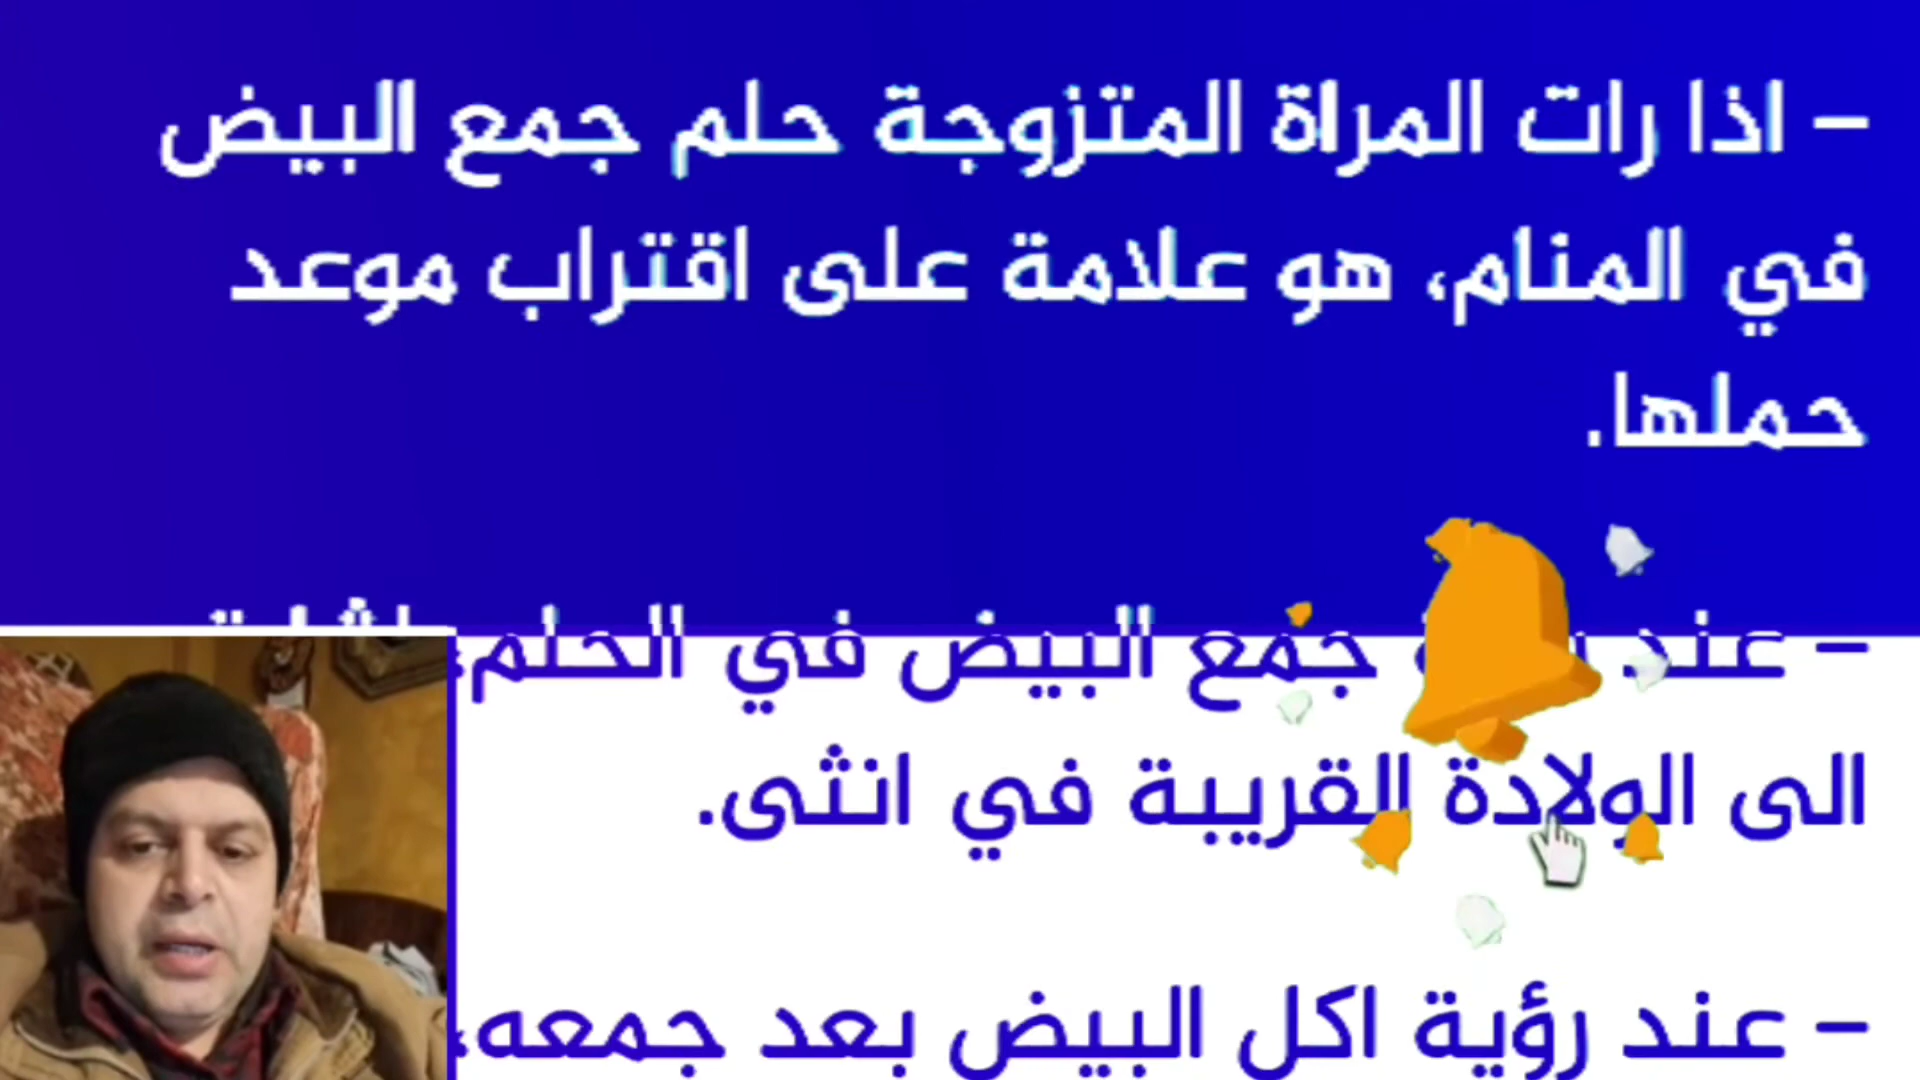 – اذا رات المراة المتزوجة حلم جمع البيض
في المنام، هو علامة على اقتراب موعد
حملها.
– عند جمع البيض في الحلم،
الى الولادة القريبة في انثى.
– عند رؤية اكل البيض بعد جمعه،